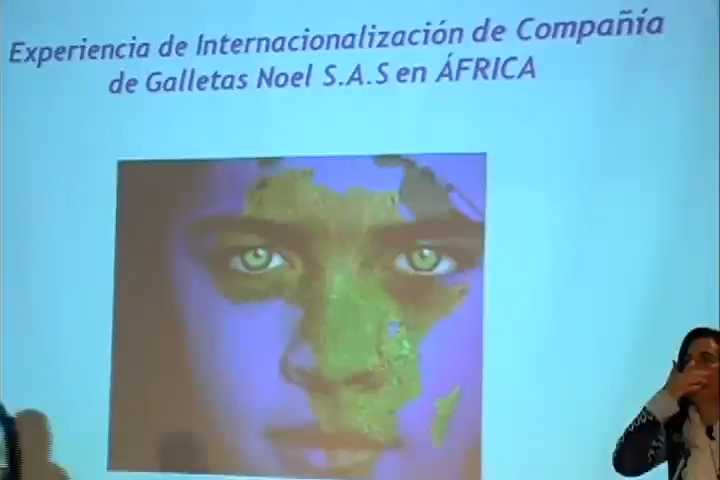 Experiencia de Internacionalización de Compañía
de Galletas Noel S.A.S en ÁFRICA